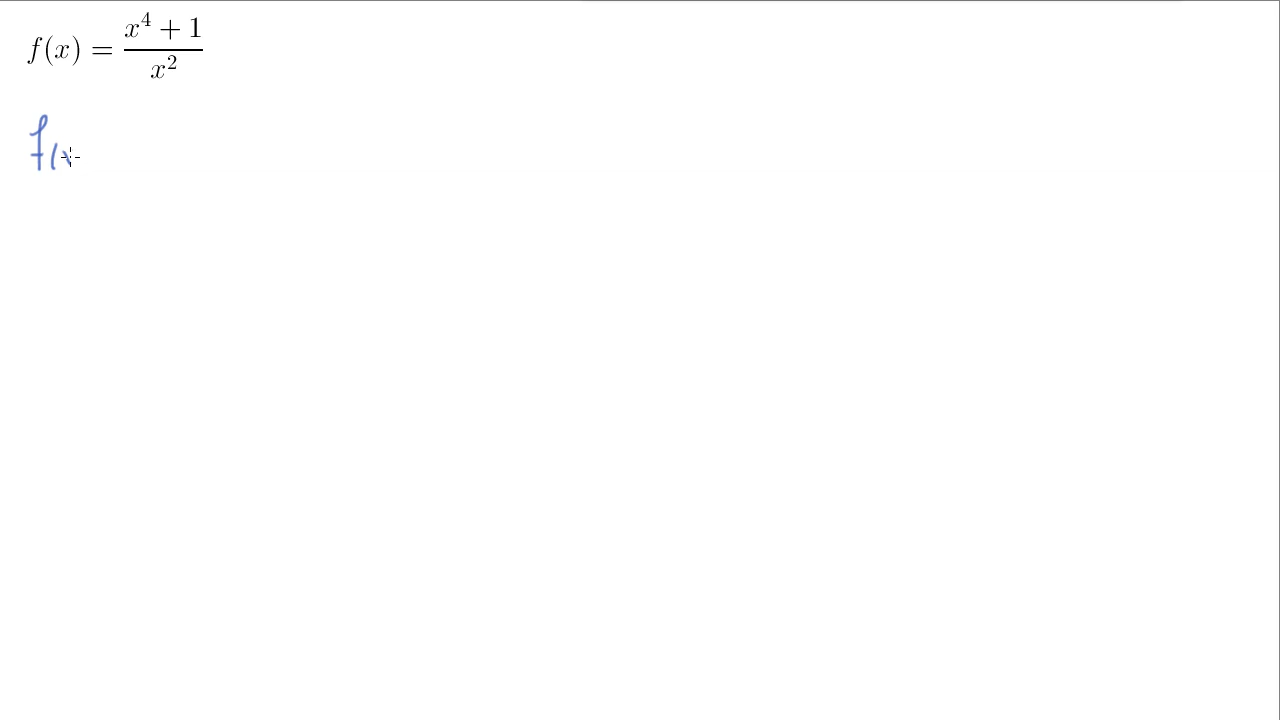 f(x) = (x^4 + 1)/x^2
f(x